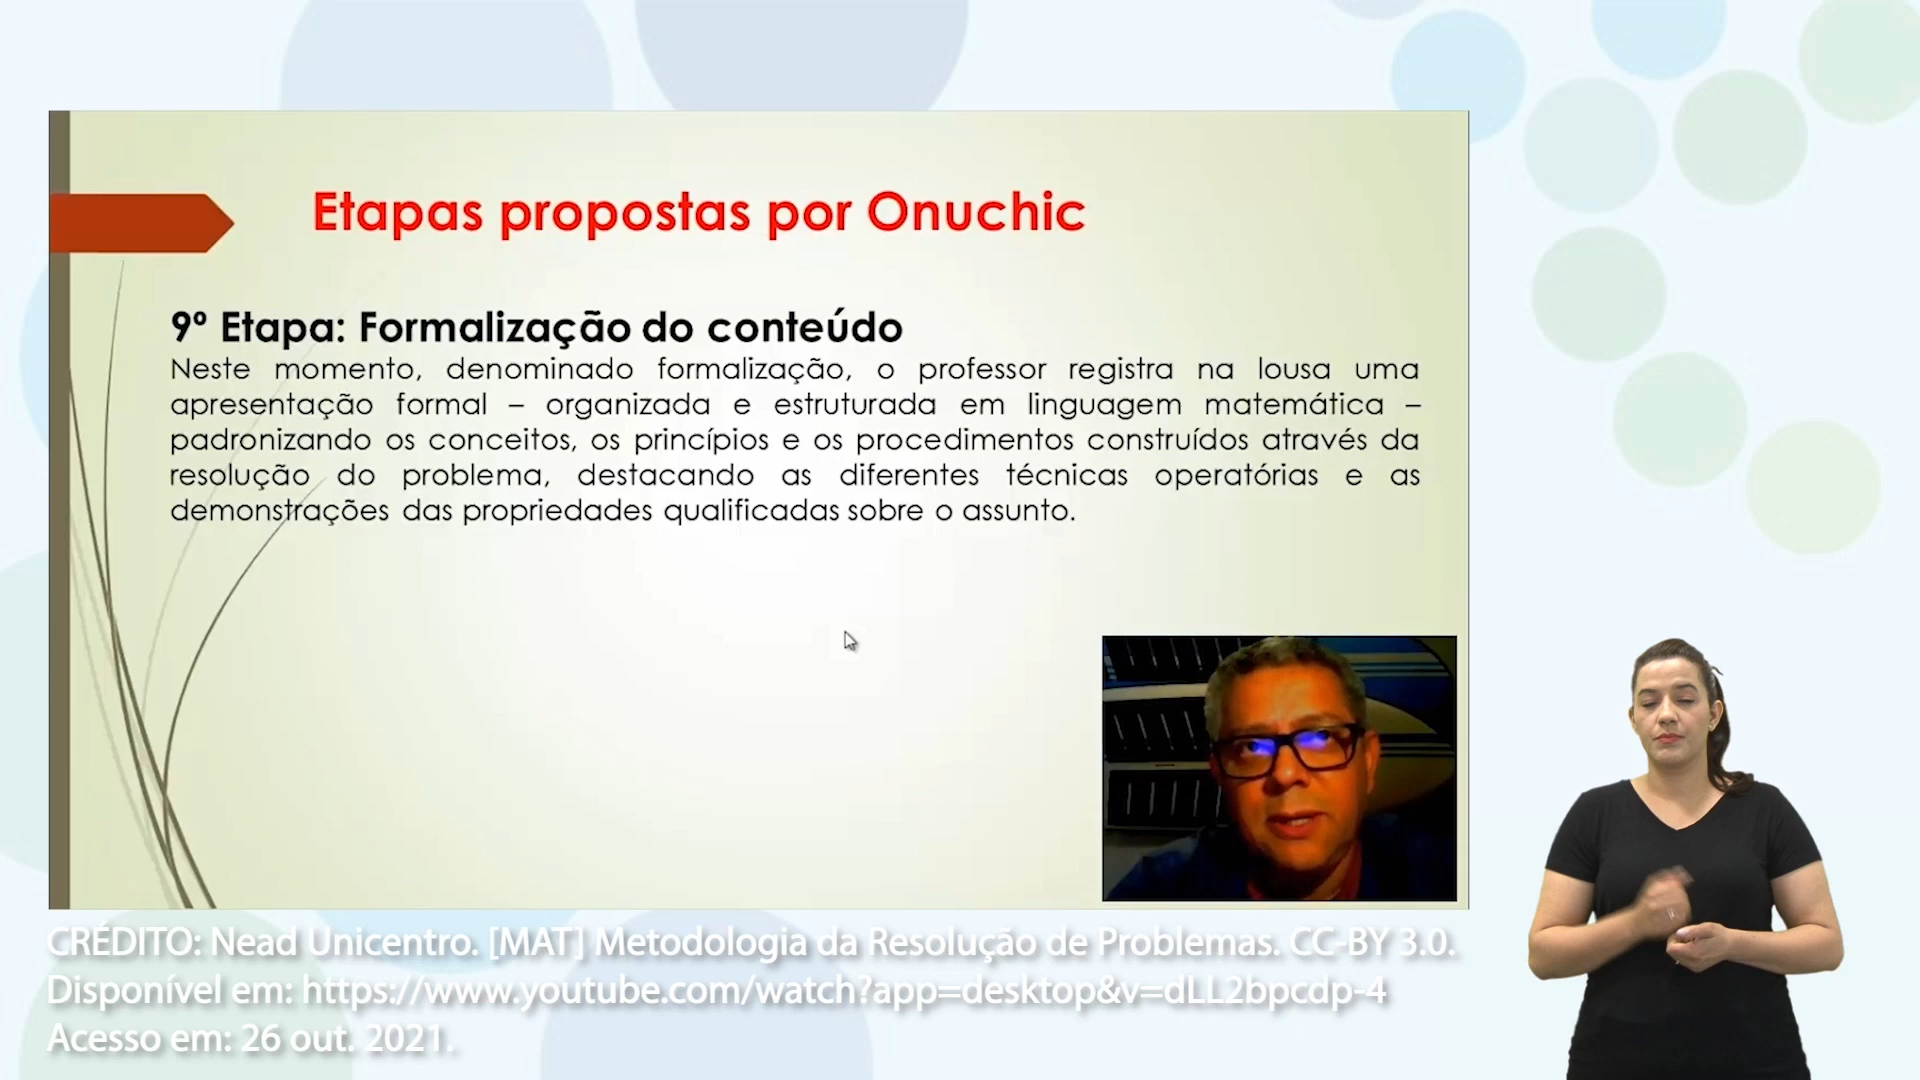 Etapas propostas por Onuchic
9º Etapa: Formalização do conteúdo
Neste momento, denominado formalização, o professor registra na lousa uma
apresentação formal – organizada e estruturada em linguagem matemática –
padronizando os conceitos, os princípios e os procedimentos construídos através da
resolução do problema, destacando as diferentes técnicas operatórias e as
demonstrações das propriedades qualificadas sobre o assunto.
CRÉDITO: Nead Unicentro. [MAT] Metodologia da Resolução de Problemas. CC-BY 3.0.
Disponível em: https://www.youtube.com/watch?app=desktop&v=dLL2bpcdp-4
Acesso em: 26 out. 2021.